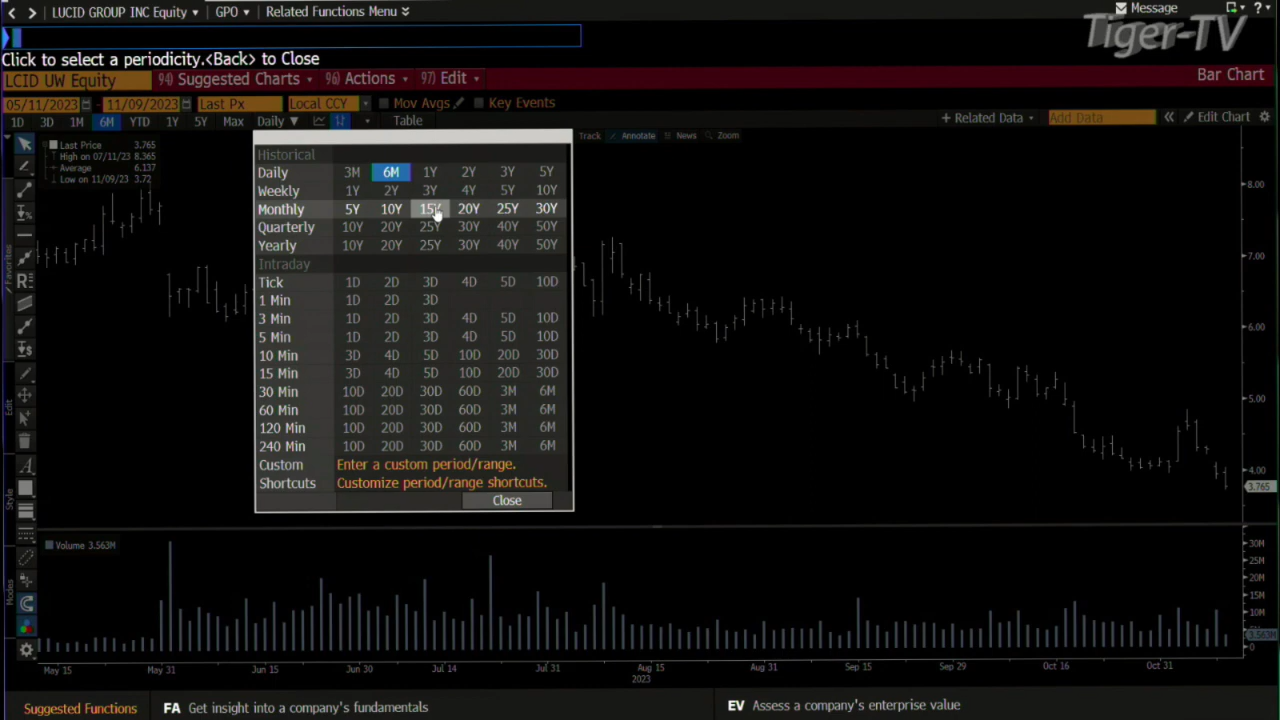 LUCID GROUP INC Equity GPO Related Functions Menu Message ?
Tiger-TV
Click to select a periodicity.<Back> to Close
LCID UW Equity 94) Suggested Charts 96) Actions 97) Edit Bar Chart
05/11/2023 - 11/09/2023 Last Px Local CCY Mov Avgs Key Events
1D 3D 1M 6M YTD 1Y 5Y Max Daily ▼ Table + Related Data Add Data « Edit Chart
Track Annotate News Zoom
Last Price 3.765
High on 07/11/23 8.365
Average 6.137
Low on 11/09/23 3.72
Historical
Daily 3M 6M 1Y 2Y 3Y 5Y
Weekly 1Y 2Y 3Y 4Y 5Y 10Y
Monthly 5Y 10Y 15Y 20Y 25Y 30Y
Quarterly 10Y 20Y 25Y 30Y 40Y 50Y
Yearly 10Y 20Y 25Y 30Y 40Y 50Y
Intraday
Tick 1D 2D 3D 4D 5D 10D
1 Min 1D 2D 3D
3 Min 1D 2D 3D 4D 5D 10D
5 Min 1D 2D 3D 4D 5D 10D
10 Min 3D 4D 5D 10D 20D 30D
15 Min 3D 4D 5D 10D 20D 30D
30 Min 10D 20D 30D 60D 3M 6M
60 Min 10D 20D 30D 60D 3M 6M
120 Min 10D 20D 30D 60D 3M 6M
240 Min 10D 20D 30D 60D 3M 6M
Custom Enter a custom period/range.
Shortcuts Customize period/range shortcuts.
Close
8.00
7.00
6.00
5.00
4.00
3.765
Favoritas
Edit
Style
Modes
Volume 3.563M
30M
25M
20M
15M
10M
3.563M
0
May 15 May 31 Jun 15 Jun 30 Jul 14 Jul 31 Aug 15 Aug 31 Sep 15 Sep 29 Oct 16 Oct 31
2023
Suggested Functions FA Get insight into a company's fundamentals EV Assess a company's enterprise value